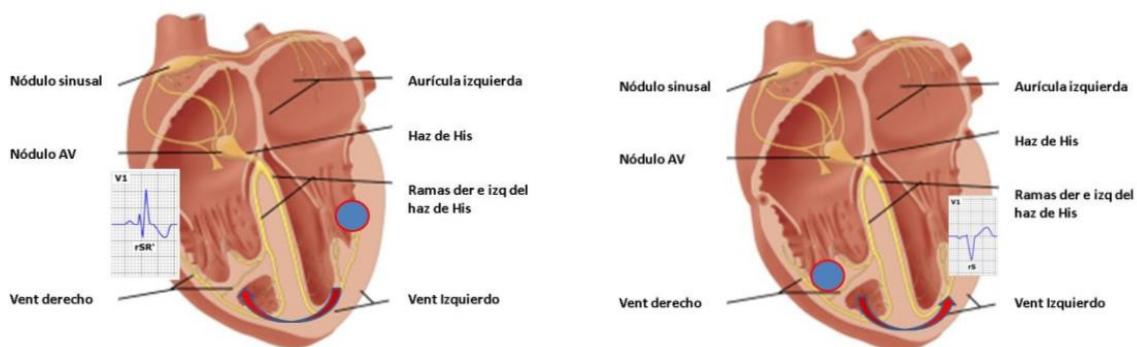 Nódulo sinusal
Aurícula izquierda
Haz de His
Nódulo AV
V1
rSR'
Ramas der e izq del
haz de His
Vent derecho
Vent Izquierdo
Nódulo sinusal
Aurícula izquierda
Haz de His
Nódulo AV
Ramas der e izq del
haz de His
V1
rS
Vent derecho
Vent Izquierdo